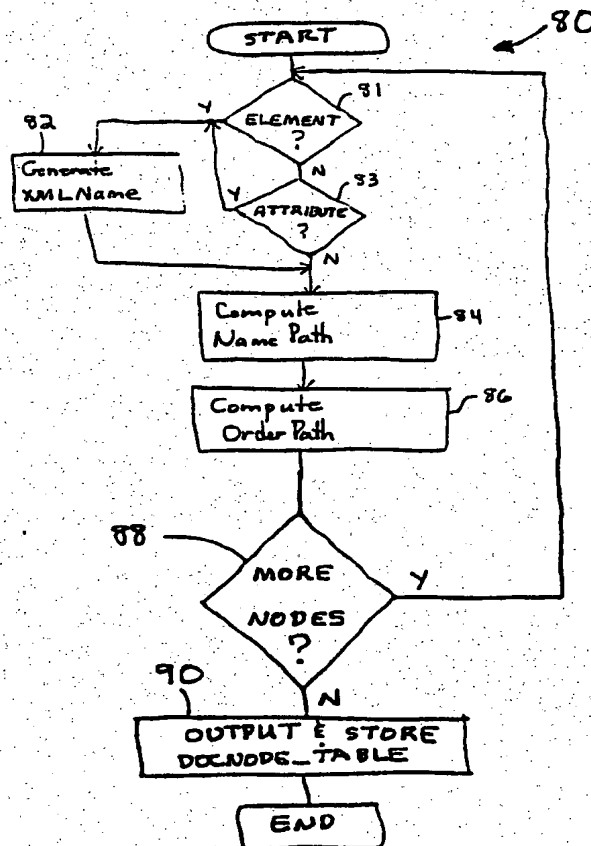 START
80
81
Y
ELEMENT
?
82
Generate
XMLName
N
83
Y
ATTRIBUTE
?
N
Compute
Name Path
84
Compute
Order Path
86
88
MORE
NODES
?
Y
N
90
OUTPUT & STORE
DOCNODE_TABLE
END